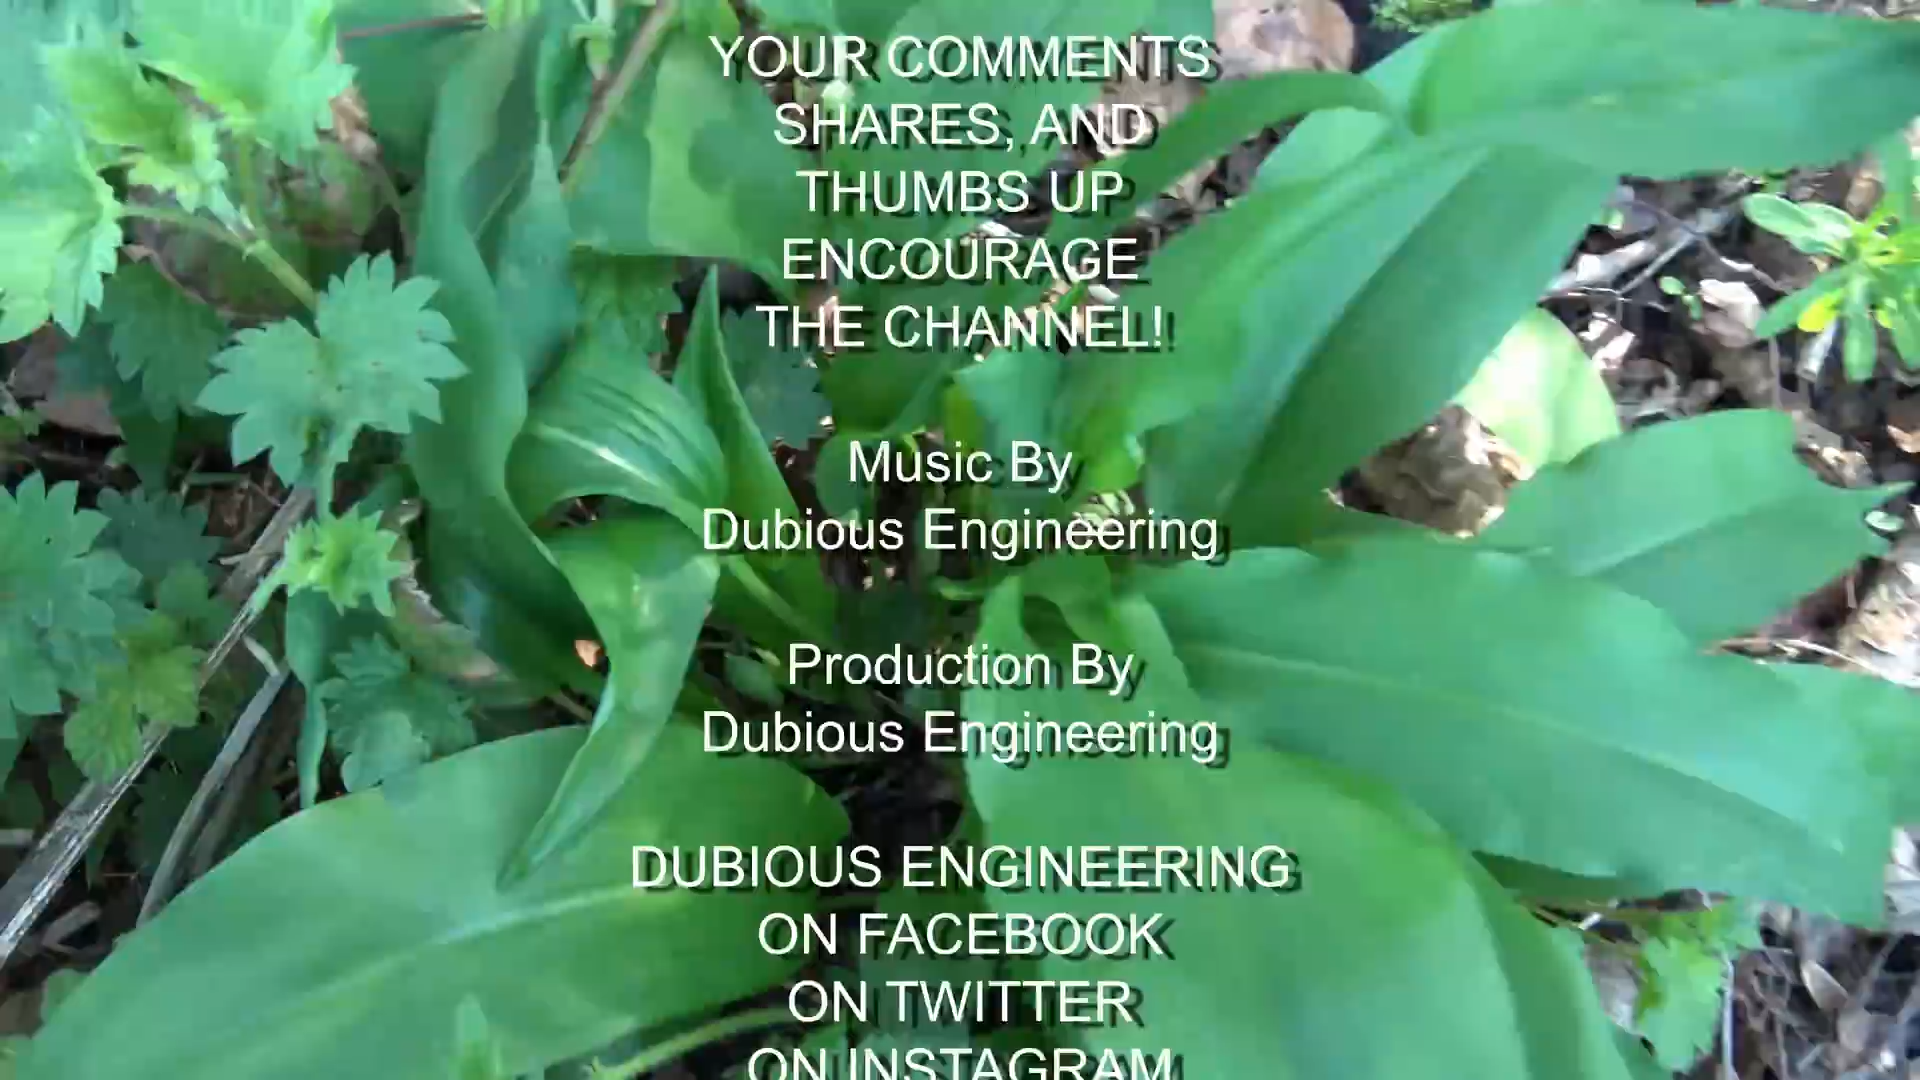 YOUR COMMENTS
SHARES, AND
THUMBS UP
ENCOURAGE
THE CHANNEL!
Music By
Dubious Engineering
Production By
Dubious Engineering
DUBIOUS ENGINEERING
ON FACEBOOK
ON TWITTER
ON INSTAGRAM